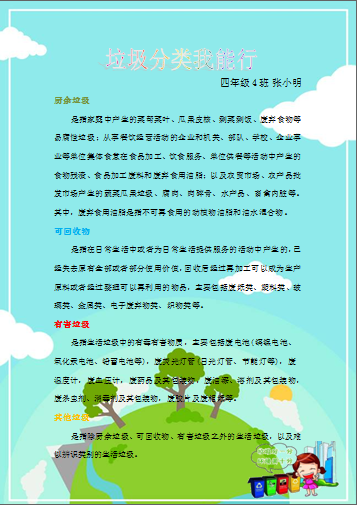 垃圾分类我能行
四年级4班 张小明
厨余垃圾
是指家庭中产生的菜帮菜叶、瓜果皮核、剩菜剩饭、废弃食物等
易腐性垃圾；从事餐饮经营活动的企业和机关、部队、学校、企业事
业等单位集体食堂在食品加工、饮食服务、单位供餐等活动中产生的
食物残渣、食品加工废料和废弃食用油脂；以及农贸市场、农产品批
发市场产生的蔬菜瓜果垃圾、腐肉、肉碎骨、水产品、畜禽内脏等。
其中，废弃食用油脂是指不可再食用的动植物油脂和油水混合物。
可回收物
是指在日常生活中或者为日常生活提供服务的活动中产生的，已
经失去原有全部或者部分使用价值，回收后经过再加工可以成为生产
原料或者经过整理可以再利用的物品，主要包括废纸类、塑料类、玻
璃类、金属类、电子废弃物类、织物类等。
有害垃圾
是指生活垃圾中的有毒有害物质，主要包括废电池(镉镍电池、
氧化汞电池、铅蓄电池等)，废荧光灯管(日光灯管、节能灯等)，废
温度计，废血压计，废药品及其包装物，废油漆、溶剂及其包装物，
废杀虫剂、消毒剂及其包装物，废胶片及废相纸等。
其他垃圾
是指除厨余垃圾、可回收物、有害垃圾之外的生活垃圾，以及难
以辨识类别的生活垃圾。